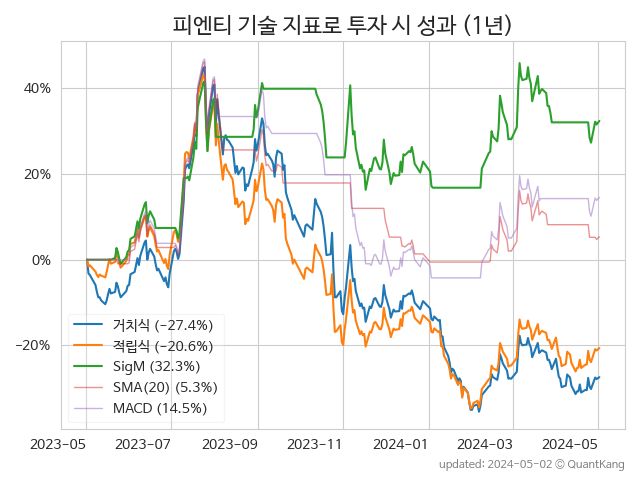 피엔티 기술 지표로 투자 시 성과 (1년)
40%
20%
0%
−20%
거치식 (−27.4%)
적립식 (−20.6%)
SigM (32.3%)
SMA(20) (5.3%)
MACD (14.5%)
2023-05 2023-07 2023-09 2023-11 2024-01 2024-03 2024-05
updated: 2024-05-02 ⓒ QuantKang